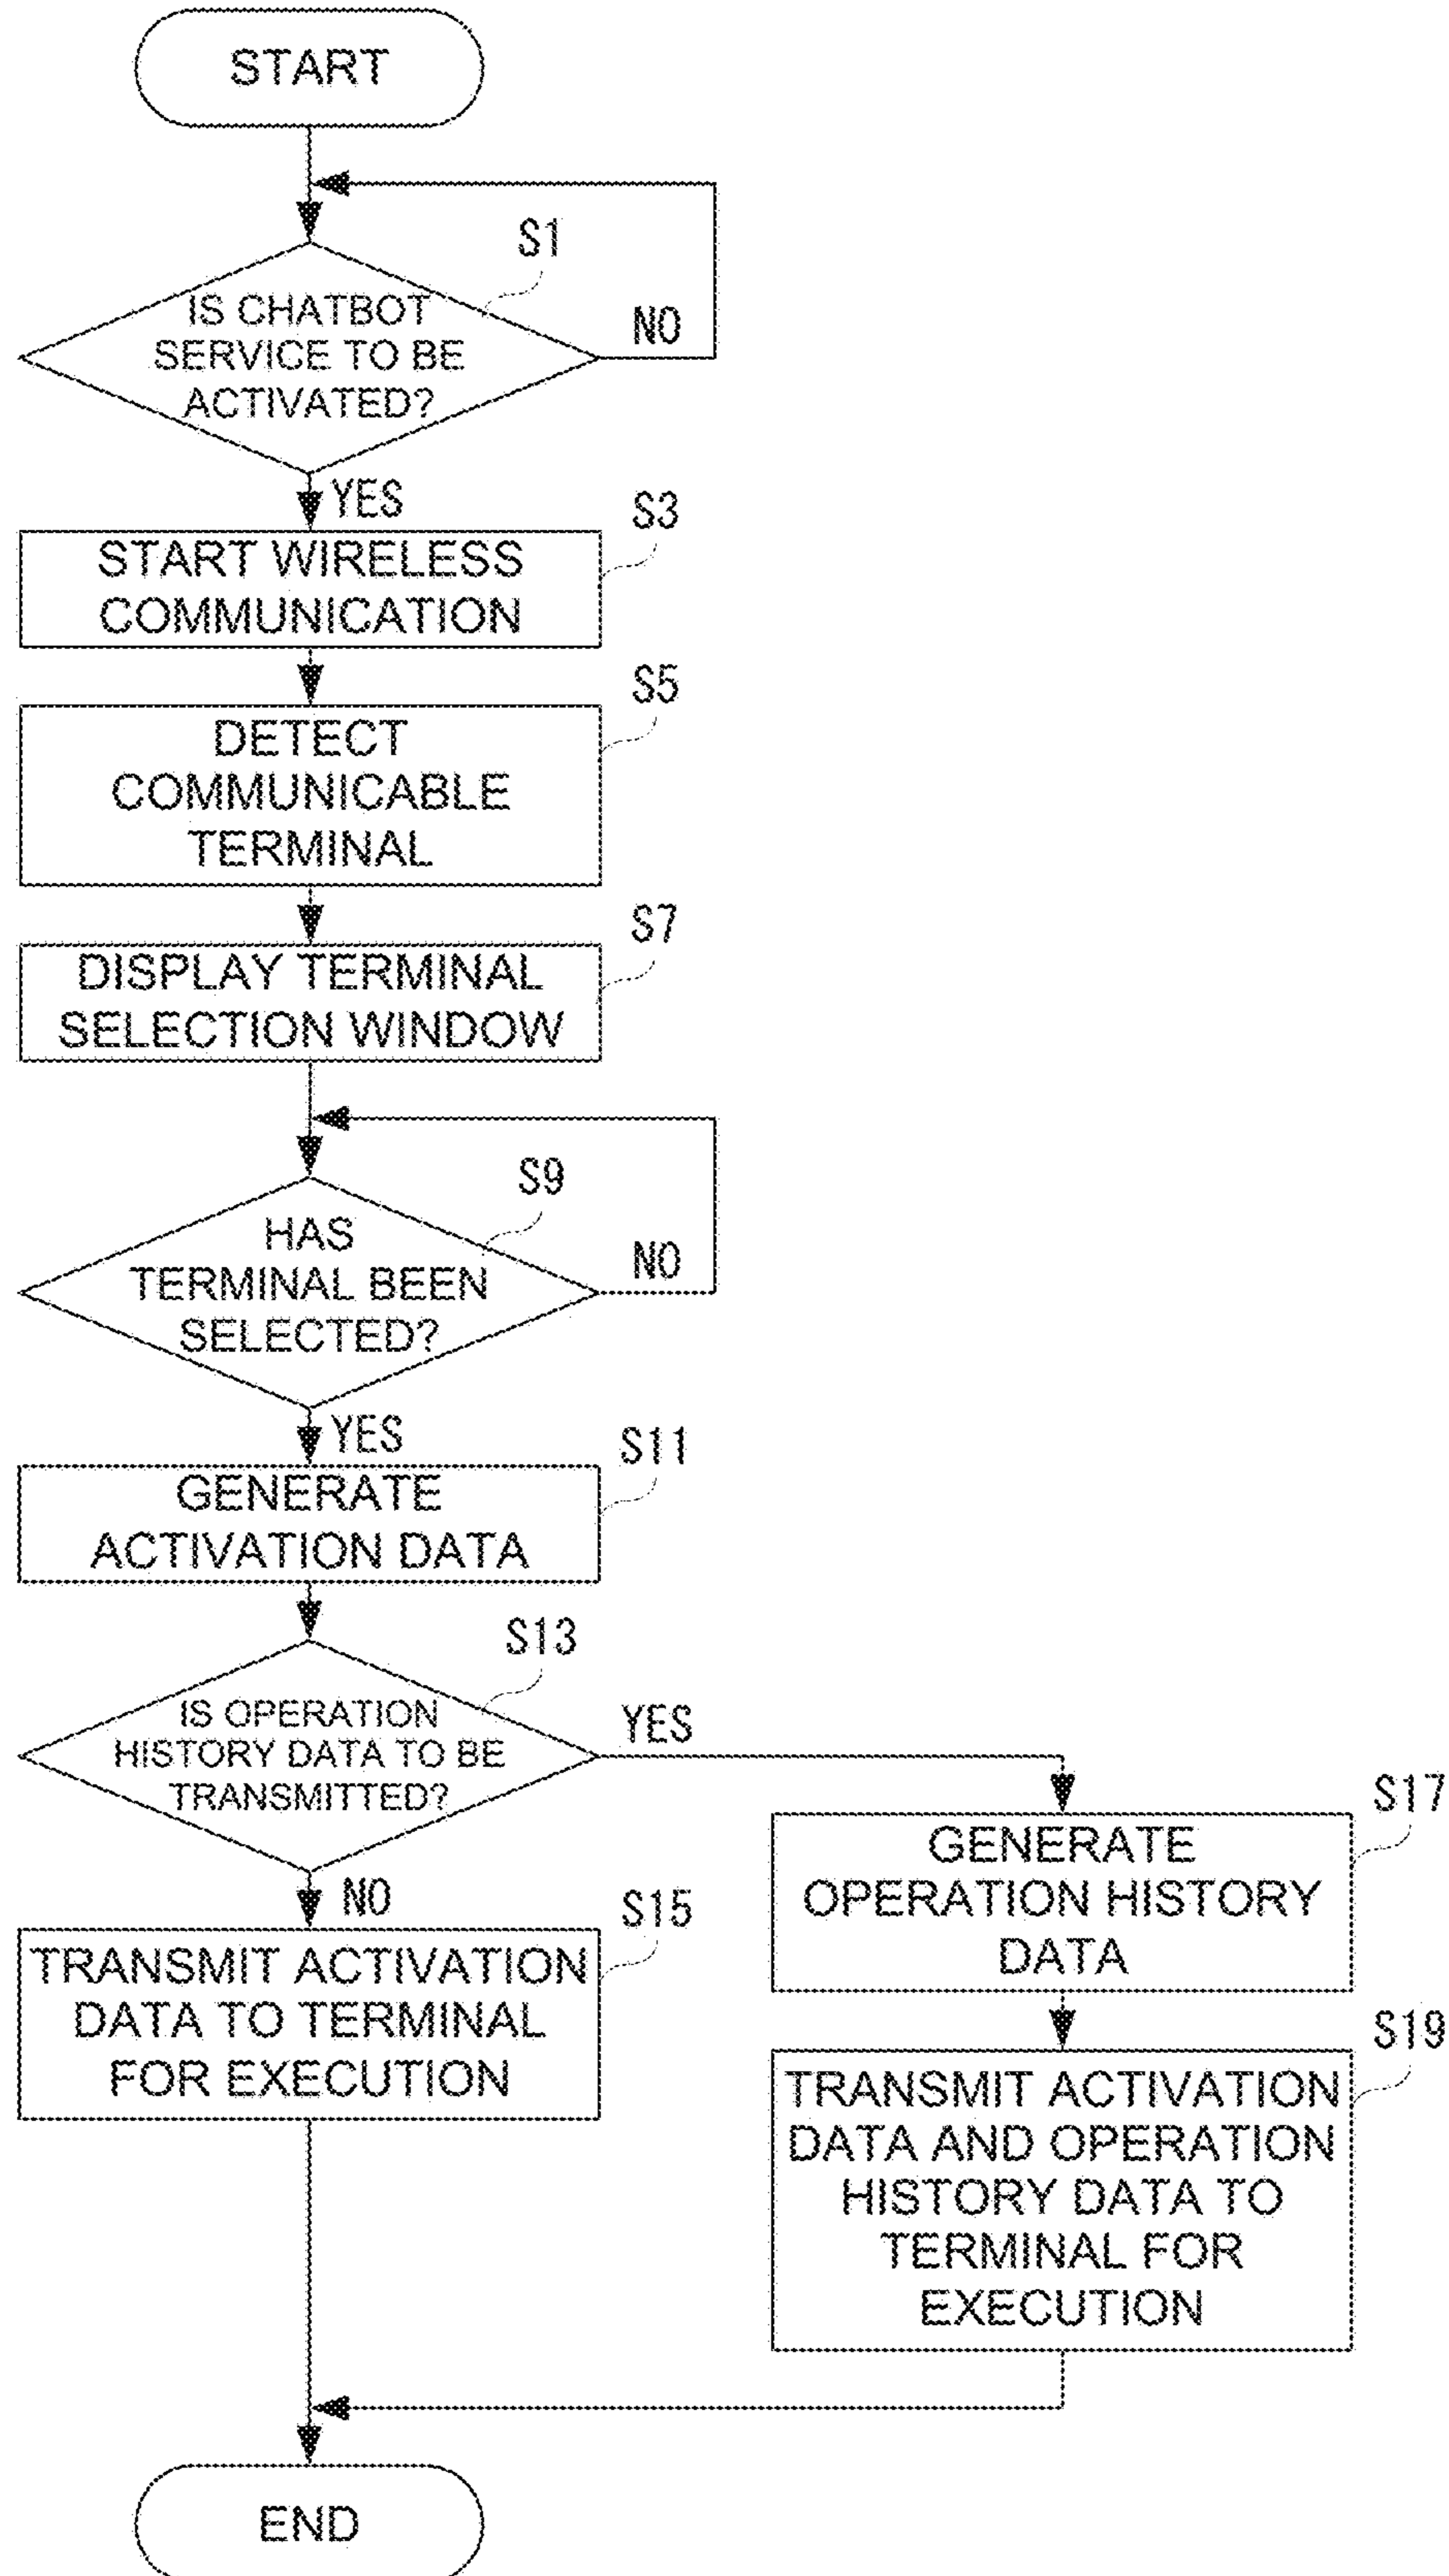 START
S1
IS CHATBOT
SERVICE TO BE
ACTIVATED?
NO
YES
S3
START WIRELESS
COMMUNICATION
S5
DETECT
COMMUNICABLE
TERMINAL
S7
DISPLAY TERMINAL
SELECTION WINDOW
S9
HAS
TERMINAL BEEN
SELECTED?
NO
YES
S11
GENERATE
ACTIVATION DATA
S13
IS OPERATION
HISTORY DATA TO BE
TRANSMITTED?
YES
NO
S15
TRANSMIT ACTIVATION
DATA TO TERMINAL
FOR EXECUTION
S17
GENERATE
OPERATION HISTORY
DATA
S19
TRANSMIT ACTIVATION
DATA AND OPERATION
HISTORY DATA TO
TERMINAL FOR
EXECUTION
END